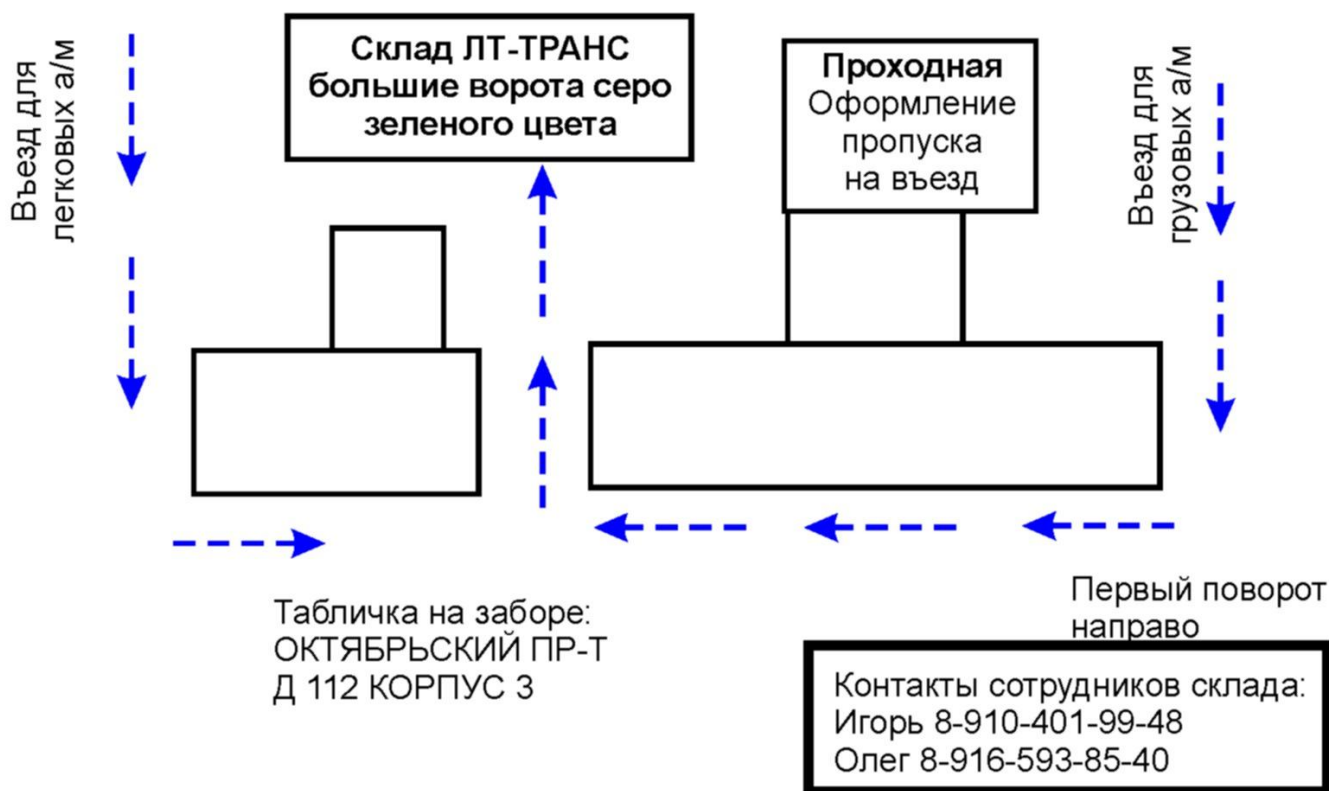 Въезд для
легковых а/м
Склад ЛТ-ТРАНС
большие ворота серо
зеленого цвета
Проходная
Оформление
пропуска
на въезд
Въезд для
грузовых а/м
Табличка на заборе:
ОКТЯБРЬСКИЙ ПР-Т
Д 112 КОРПУС 3
Первый поворот
направо
Контакты сотрудников склада:
Игорь 8-910-401-99-48
Олег 8-916-593-85-40